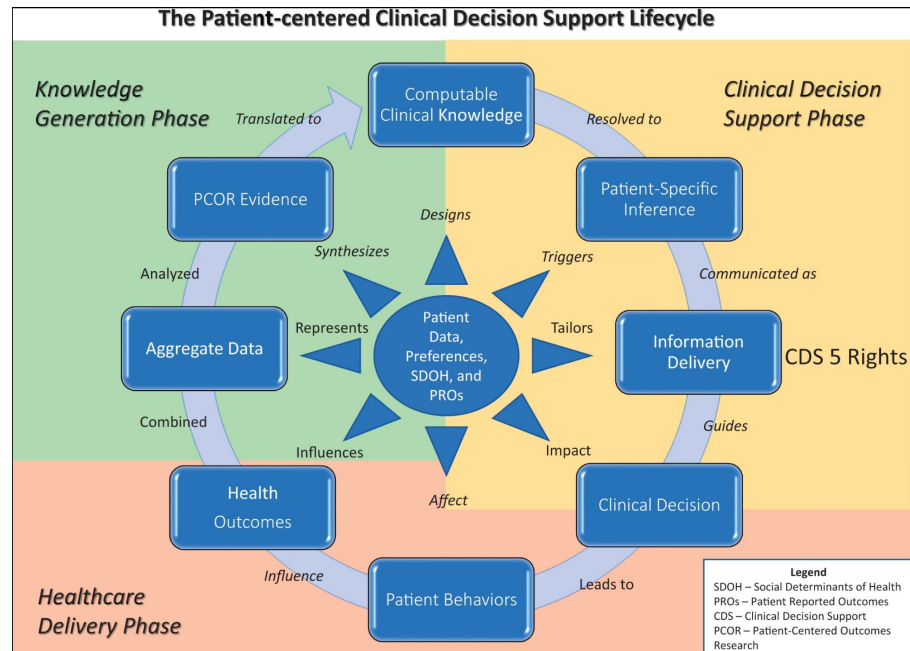 The Patient-centered Clinical Decision Support Lifecycle
Knowledge
Generation Phase
Clinical Decision
Support Phase
Computable
Clinical Knowledge
Translated to
Resolved to
PCOR Evidence
Patient-Specific
Inference
Designs
Synthesizes
Triggers
Analyzed
Communicated as
Aggregate Data
Represents
Patient
Data,
Preferences,
SDOH, and
PROs
Tailors
Information
Delivery
CDS 5 Rights
Combined
Guides
Influences
Impact
Affect
Health
Outcomes
Clinical Decision
Influence
Patient Behaviors
Leads to
Healthcare
Delivery Phase
Legend
SDOH – Social Determinants of Health
PROs – Patient Reported Outcomes
CDS – Clinical Decision Support
PCOR – Patient-Centered Outcomes
Research